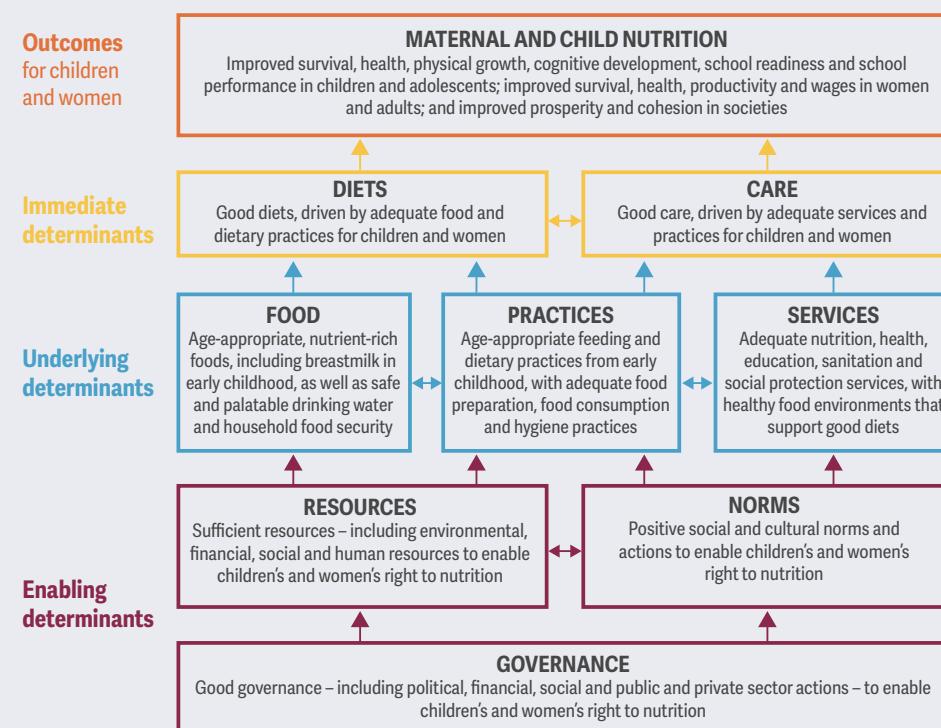 Outcomes
for children
and women
MATERNAL AND CHILD NUTRITION
Improved survival, health, physical growth, cognitive development, school readiness and school
performance in children and adolescents; improved survival, health, productivity and wages in women
and adults; and improved prosperity and cohesion in societies
Immediate
determinants
DIETS
Good diets, driven by adequate food and
dietary practices for children and women
CARE
Good care, driven by adequate services and
practices for children and women
Underlying
determinants
FOOD
Age-appropriate, nutrient-rich
foods, including breastmilk in
early childhood, as well as safe
and palatable drinking water
and household food security
PRACTICES
Age-appropriate feeding and
dietary practices from early
childhood, with adequate food
preparation, food consumption
and hygiene practices
SERVICES
Adequate nutrition, health,
education, sanitation and
social protection services, with
healthy food environments that
support good diets
Enabling
determinants
RESOURCES
Sufficient resources – including environmental,
financial, social and human resources to enable
children's and women's right to nutrition
NORMS
Positive social and cultural norms and
actions to enable children's and women's
right to nutrition
GOVERNANCE
Good governance – including political, financial, social and public and private sector actions – to enable
children's and women's right to nutrition